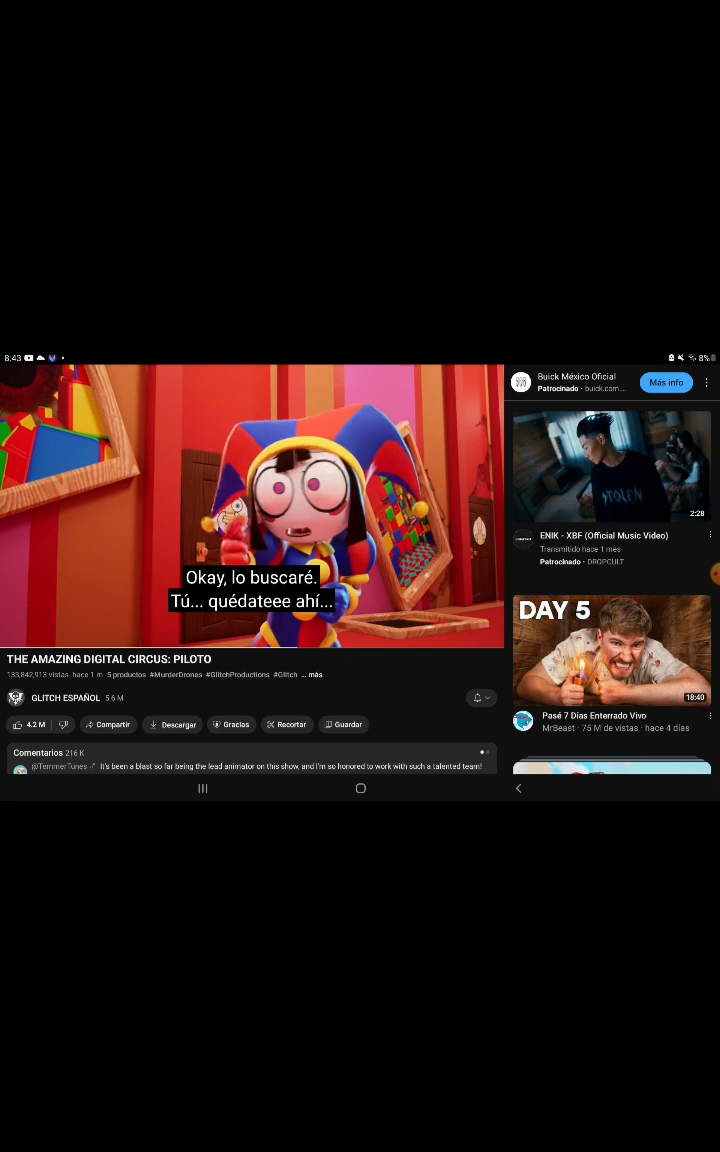 8:43
8%
Okay, lo buscaré.
Tú... quédateee ahí...
THE AMAZING DIGITAL CIRCUS: PILOTO
133,842,913 vistas hace 1 m 5 productos #MurderDrones #GlitchProductions #Glitch ... más
GLITCH ESPAÑOL 5.6 M
4.2 M
Compartir
Descargar
Gracias
Recortar
Guardar
Comentarios 216 K
@TemmerTunes It's been a blast so far being the lead animator on this show, and I'm so honored to work with such a talented team!
Buick México Oficial
Patrocinado · buick.com...
Más info
STOLEN
2:28
ENIK - XBF (Official Music Video)
Transmitido hace 1 mes
Patrocinado · DROPCULT
DAY 5
18:40
Pasé 7 Días Enterrado Vivo
MrBeast · 75 M de vistas · hace 4 días